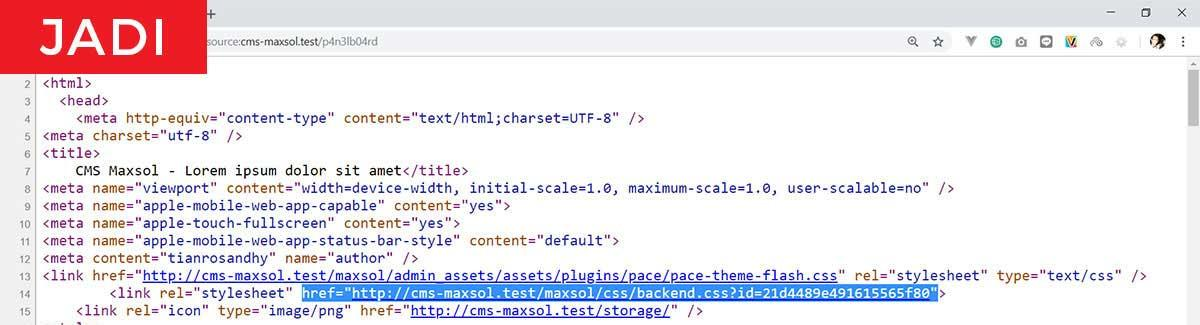 JADI
source:cms-maxsol.test/p4n3lb04rd
2 <html>
3 <head>
4 <meta http-equiv="content-type" content="text/html;charset=UTF-8" />
5 <meta charset="utf-8" />
6 <title>
7 CMS Maxsol - Lorem ipsum dolor sit amet</title>
8 <meta name="viewport" content="width=device-width, initial-scale=1.0, maximum-scale=1.0, user-scalable=no" />
9 <meta name="apple-mobile-web-app-capable" content="yes">
10 <meta name="apple-touch-fullscreen" content="yes">
11 <meta name="apple-mobile-web-app-status-bar-style" content="default">
12 <meta content="tianrosandhy" name="author" />
13 <link href="http://cms-maxsol.test/maxsol/admin_assets/assets/plugins/pace/pace-theme-flash.css" rel="stylesheet" type="text/css" />
14 <link rel="stylesheet" href="http://cms-maxsol.test/maxsol/css/backend.css?id=21d4489e491615565f80">
15 <link rel="icon" type="image/png" href="http://cms-maxsol.test/storage/" />